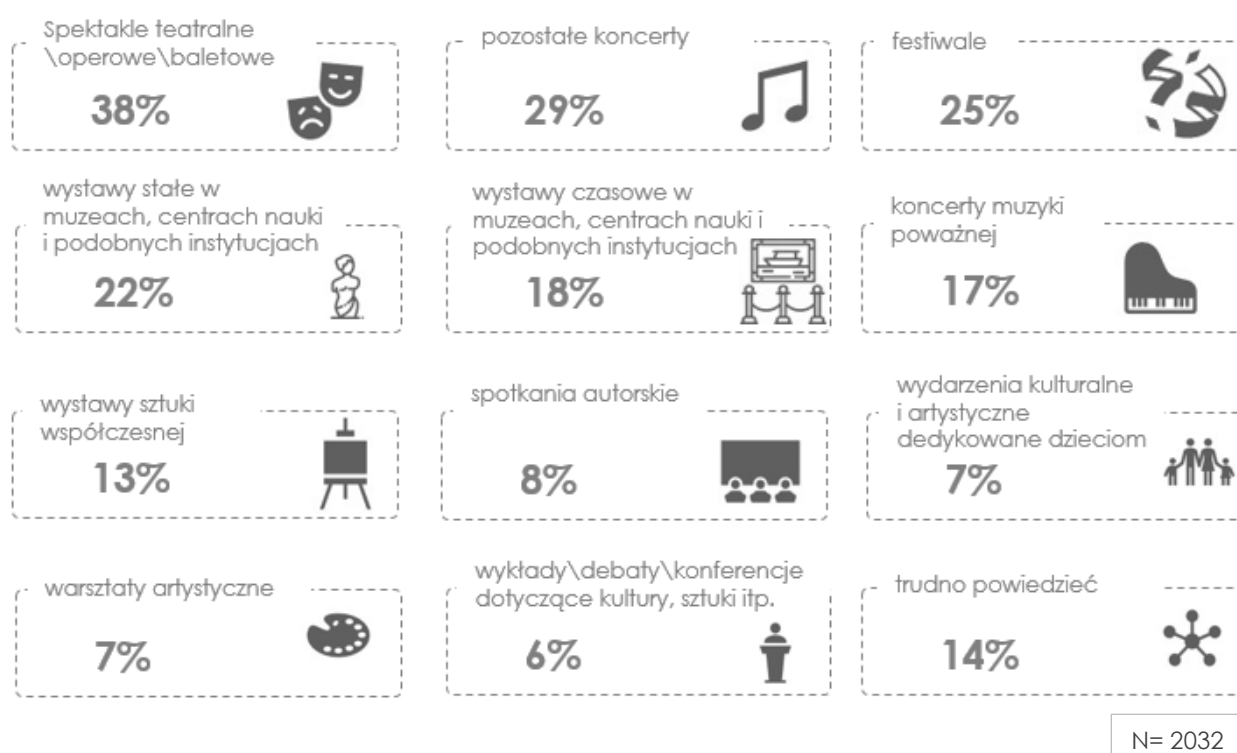 Spektakle teatralne
\operowe\baletowe
38%
pozostałe koncerty
29%
festiwale
25%
wystawy stałe w
muzeach, centrach nauki
i podobnych instytucjach
22%
wystawy czasowe w
muzeach, centrach nauki i
podobnych instytucjach
18%
koncerty muzyki
poważnej
17%
wystawy sztuki
współczesnej
13%
spotkania autorskie
8%
wydarzenia kulturalne
i artystyczne
dedykowane dzieciom
7%
warsztaty artystyczne
7%
wykłady\debaty\konferencje
dotyczące kultury, sztuki itp.
6%
trudno powiedzieć
14%
N= 2032